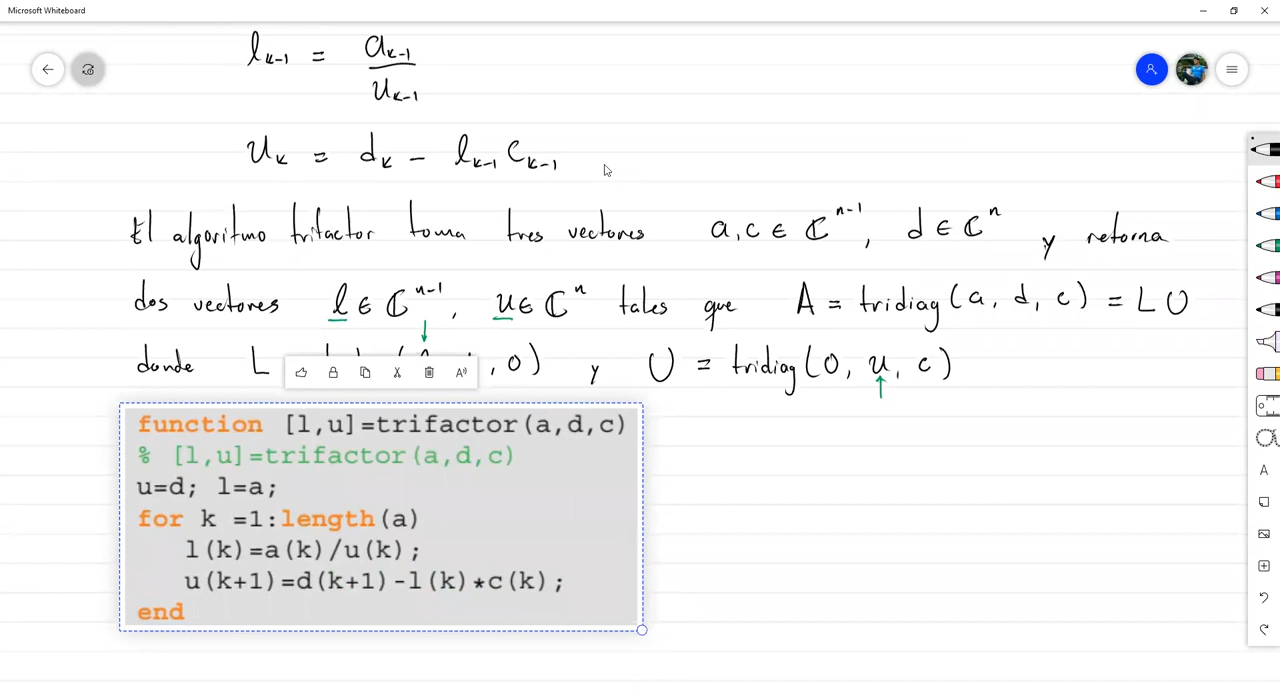 Microsoft Whiteboard
l_{k-1} = a_{k-1} / u_{k-1}
u_k = d_k - l_{k-1} c_{k-1}
El algoritmo trifactor toma tres vectores a, c ∈ ℂ^{n-1}, d ∈ ℂ^n y retorna
dos vectores l ∈ ℂ^{n-1}, u ∈ ℂ^n tales que A = tridiag(a, d, c) = LU
donde L , 0) y U = tridiag(0, u, c)
function [l,u]=trifactor(a,d,c)
% [l,u]=trifactor(a,d,c)
u=d; l=a;
for k =1:length(a)
l(k)=a(k)/u(k);
u(k+1)=d(k+1)-l(k)*c(k);
end